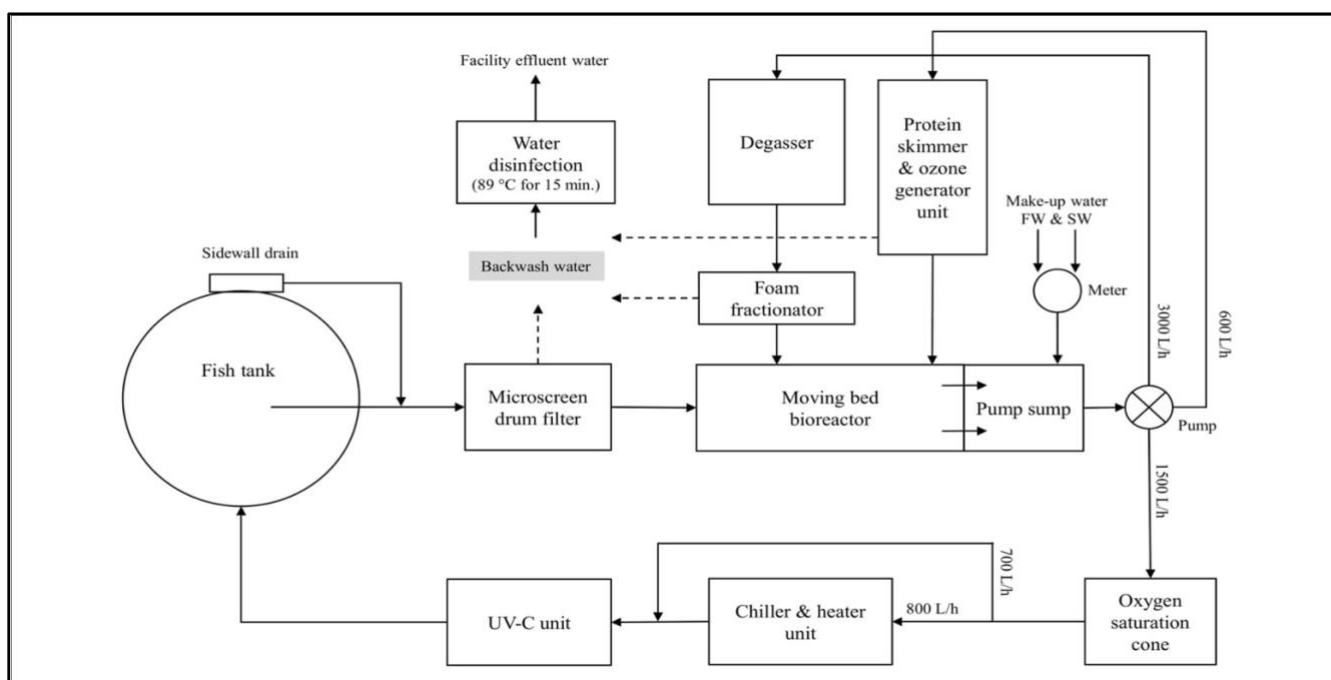 Facility effluent water
Water
disinfection
(89 °C for 15 min.)
Backwash water
Sidewall drain
Fish tank
Microscreen
drum filter
Degasser
Foam
fractionator
Protein
skimmer
& ozone
generator
unit
Make-up water
FW & SW
Meter
Moving bed
bioreactor
Pump sump
Pump
3000 L/h
600 L/h
1500 L/h
Oxygen
saturation
cone
700 L/h
800 L/h
Chiller & heater
unit
UV-C unit